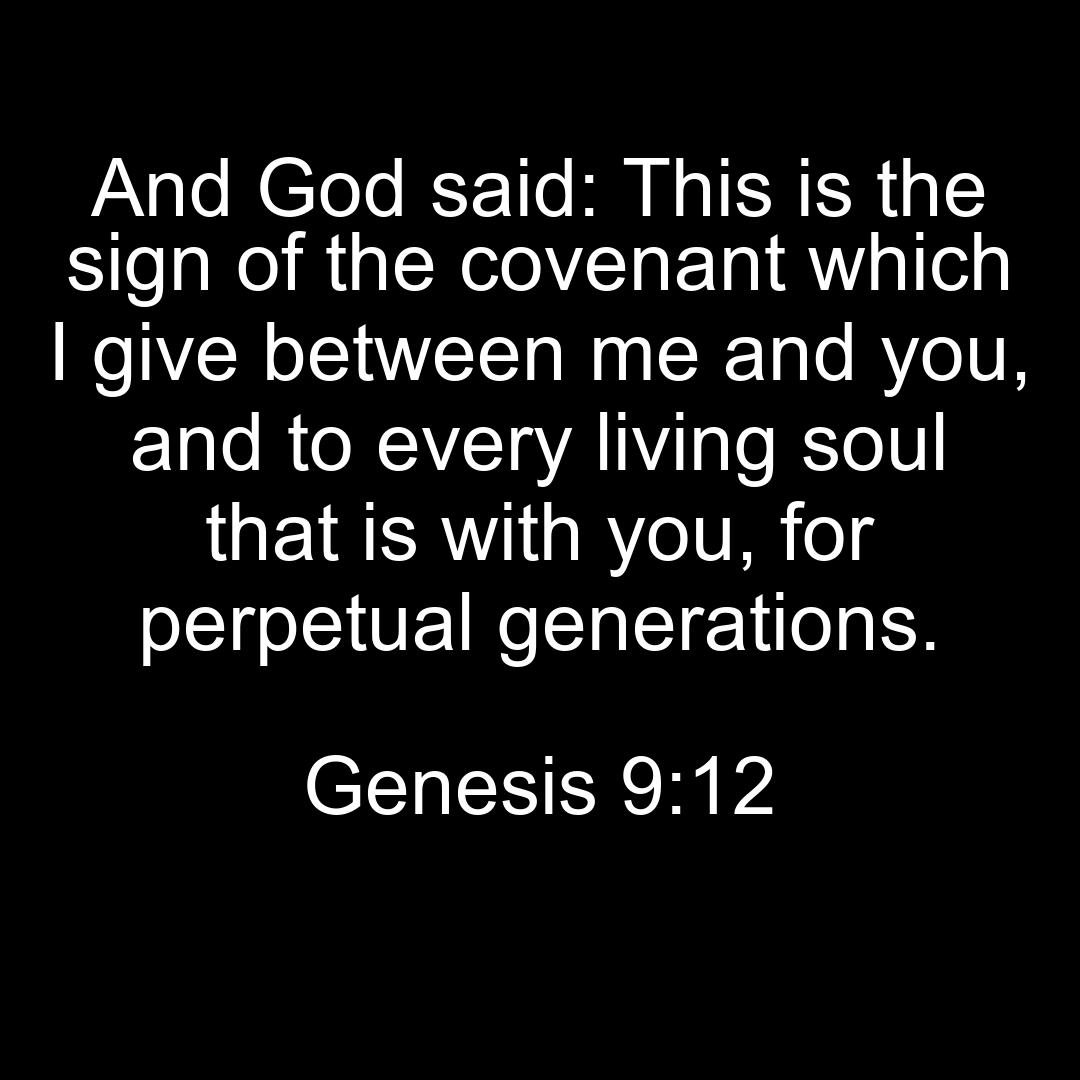 And God said: This is the
sign of the covenant which
I give between me and you,
and to every living soul
that is with you, for
perpetual generations.
Genesis 9:12